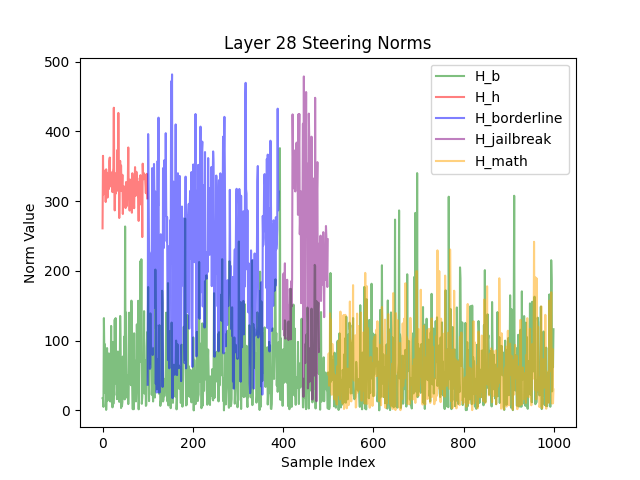 Layer 28 Steering Norms
500
400
300
200
100
0
Norm Value
H_b
H_h
H_borderline
H_jailbreak
H_math
0 200 400 600 800 1000
Sample Index